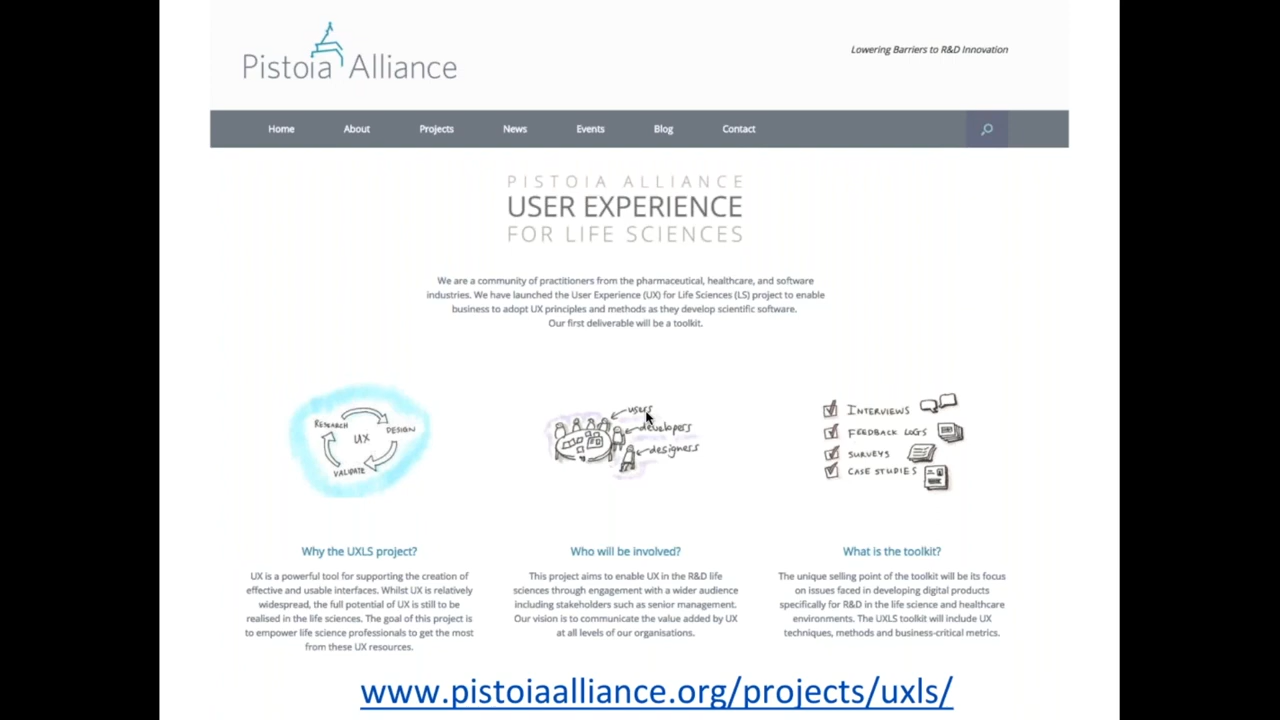 Pistoia Alliance
Lowering Barriers to R&D Innovation
Home About Projects News Events Blog Contact
PISTOIA ALLIANCE
USER EXPERIENCE
FOR LIFE SCIENCES
We are a community of practitioners from the pharmaceutical, healthcare, and software
industries. We have launched the User Experience (UX) for Life Sciences (LS) project to enable
business to adopt UX principles and methods as they develop scientific software.
Our first deliverable will be a toolkit.
RESEARCH
DESIGN
UX
VALIDATE
users
developers
designers
INTERVIEWS
FEEDBACK LOGS
SURVEYS
CASE STUDIES
Why the UXLS project?
UX is a powerful tool for supporting the creation of
effective and usable interfaces. Whilst UX is relatively
widespread, the full potential of UX is still to be
realised in the life sciences. The goal of this project is
to empower life science professionals to get the most
from these UX resources.
Who will be involved?
This project aims to enable UX in the R&D life
sciences through engagement with a wider audience
including stakeholders such as senior management.
Our vision is to communicate the value added by UX
at all levels of our organisations.
What is the toolkit?
The unique selling point of the toolkit will be its focus
on issues faced in developing digital products
specifically for R&D in the life science and healthcare
environments. The UXLS toolkit will include UX
techniques, methods and business-critical metrics.
www.pistoiaalliance.org/projects/uxls/